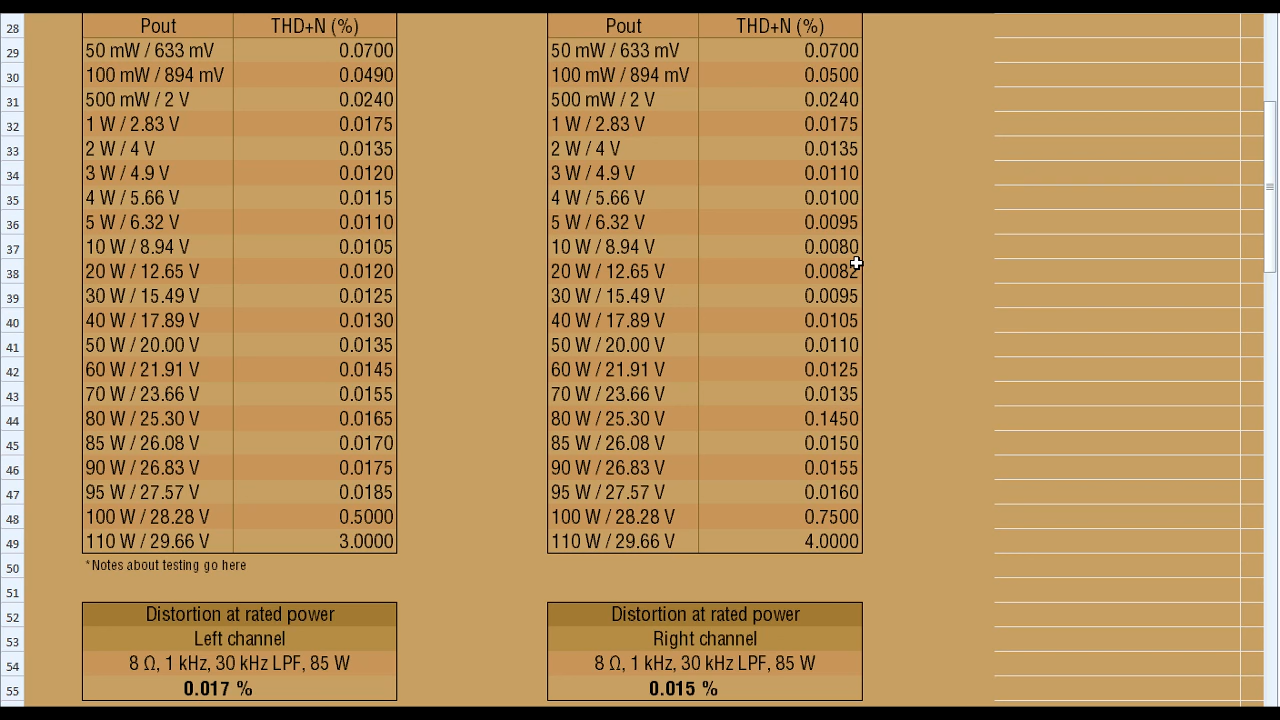 28 Pout THD+N (%) Pout THD+N (%)
29 50 mW / 633 mV 0.0700 50 mW / 633 mV 0.0700
30 100 mW / 894 mV 0.0490 100 mW / 894 mV 0.0500
31 500 mW / 2 V 0.0240 500 mW / 2 V 0.0240
32 1 W / 2.83 V 0.0175 1 W / 2.83 V 0.0175
33 2 W / 4 V 0.0135 2 W / 4 V 0.0135
34 3 W / 4.9 V 0.0120 3 W / 4.9 V 0.0110
35 4 W / 5.66 V 0.0115 4 W / 5.66 V 0.0100
36 5 W / 6.32 V 0.0110 5 W / 6.32 V 0.0095
37 10 W / 8.94 V 0.0105 10 W / 8.94 V 0.0080
38 20 W / 12.65 V 0.0120 20 W / 12.65 V 0.0082
39 30 W / 15.49 V 0.0125 30 W / 15.49 V 0.0095
40 40 W / 17.89 V 0.0130 40 W / 17.89 V 0.0105
41 50 W / 20.00 V 0.0135 50 W / 20.00 V 0.0110
42 60 W / 21.91 V 0.0145 60 W / 21.91 V 0.0125
43 70 W / 23.66 V 0.0155 70 W / 23.66 V 0.0135
44 80 W / 25.30 V 0.0165 80 W / 25.30 V 0.1450
45 85 W / 26.08 V 0.0170 85 W / 26.08 V 0.0150
46 90 W / 26.83 V 0.0175 90 W / 26.83 V 0.0155
47 95 W / 27.57 V 0.0185 95 W / 27.57 V 0.0160
48 100 W / 28.28 V 0.5000 100 W / 28.28 V 0.7500
49 110 W / 29.66 V 3.0000 110 W / 29.66 V 4.0000
50 *Notes about testing go here
51
52 Distortion at rated power Distortion at rated power
53 Left channel Right channel
54 8 Ω, 1 kHz, 30 kHz LPF, 85 W 8 Ω, 1 kHz, 30 kHz LPF, 85 W
55 0.017 % 0.015 %